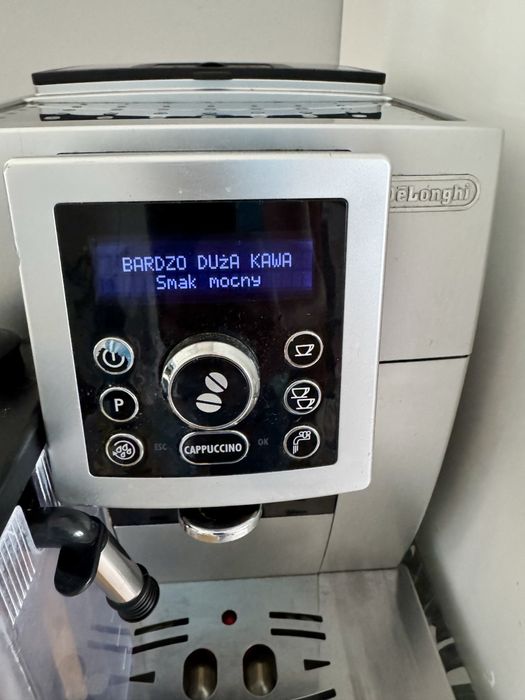 DeLonghi
BARDZO DUżA KAWA
Smak mocny
P
ESC
CAPPUCCINO
OK